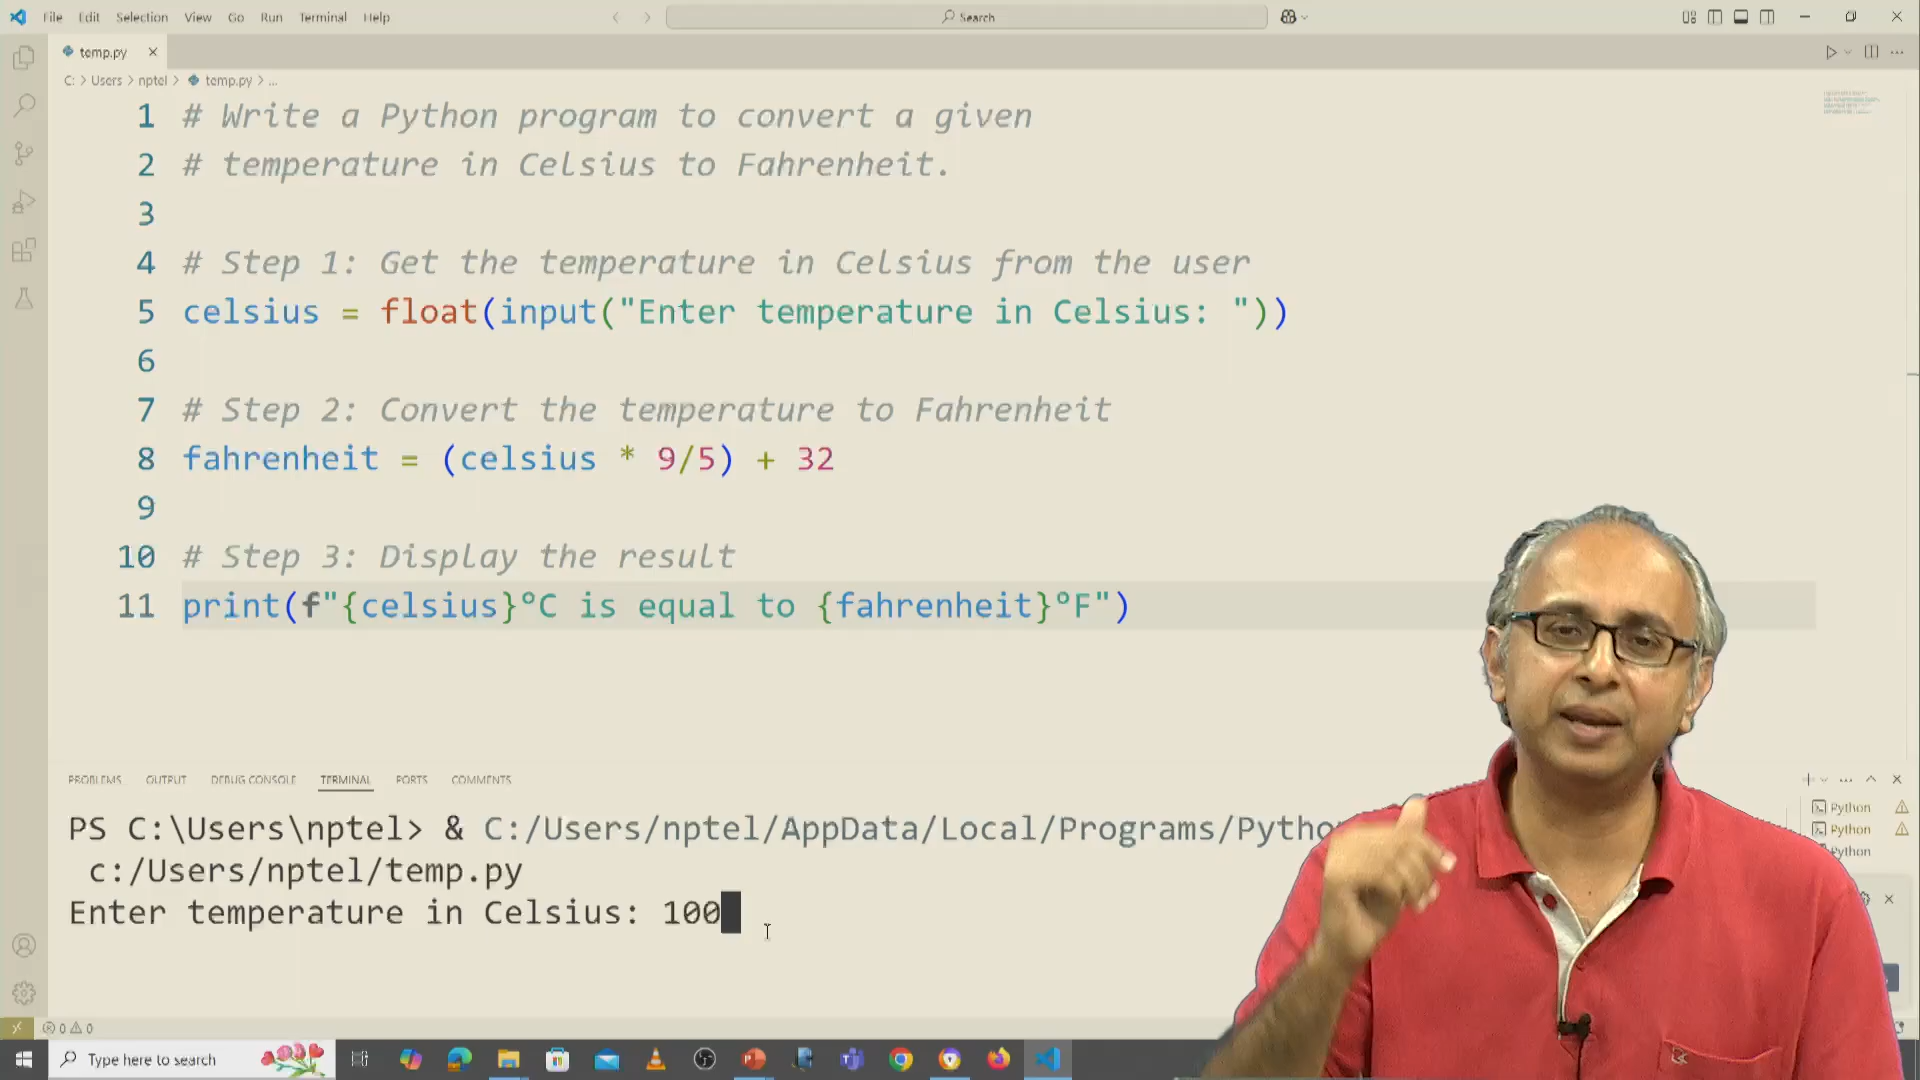 File Edit Selection View Go Run Terminal Help
Search
temp.py
C: > Users > nptel > temp.py > ...
1 # Write a Python program to convert a given
2 # temperature in Celsius to Fahrenheit.
3
4 # Step 1: Get the temperature in Celsius from the user
5 celsius = float(input("Enter temperature in Celsius: "))
6
7 # Step 2: Convert the temperature to Fahrenheit
8 fahrenheit = (celsius * 9/5) + 32
9
10 # Step 3: Display the result
11 print(f"{celsius}°C is equal to {fahrenheit}°F")
PROBLEMS OUTPUT DEBUG CONSOLE TERMINAL PORTS COMMENTS
PS C:\Users\nptel> & C:/Users/nptel/AppData/Local/Programs/Pytho
c:/Users/nptel/temp.py
Enter temperature in Celsius: 100
Python
Python
Python
0 0
Type here to search